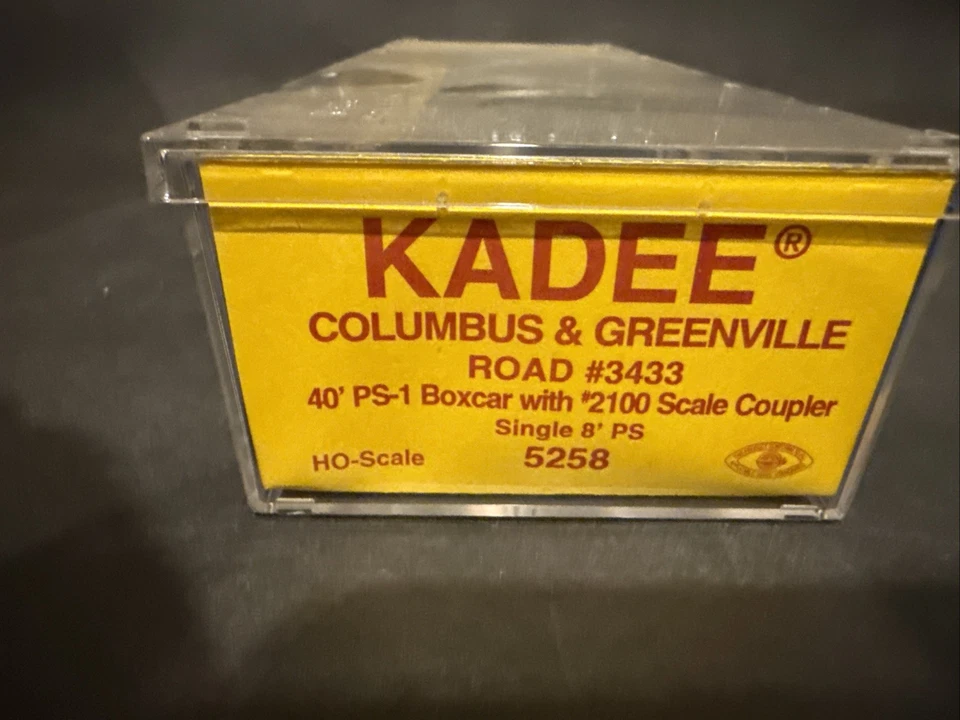 KADEE®
COLUMBUS & GREENVILLE
ROAD #3433
40' PS-1 Boxcar with #2100 Scale Coupler
Single 8' PS
HO-Scale 5258